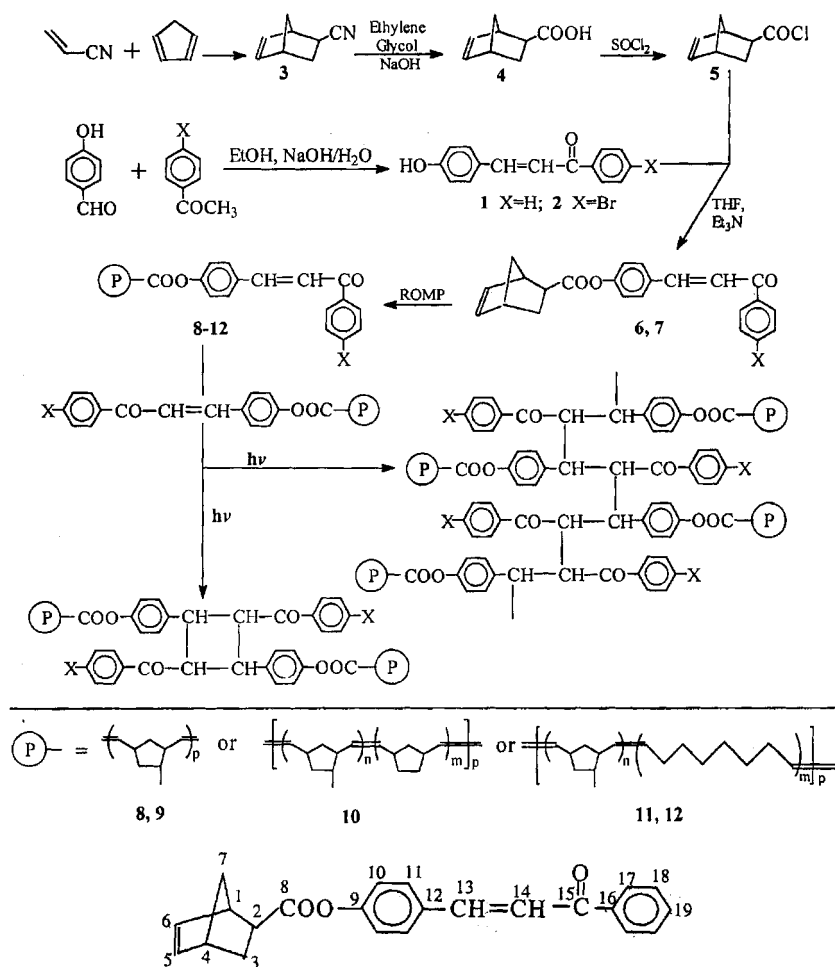 CN + → CN Ethylene Glycol NaOH COOH SOCl2 COCl
3 4 5
OH X
CHO + COCH3 EtOH, NaOH/H2O HO CH=CH-C O X
1 X=H; 2 X=Br
THF, Et3N
P COO CH=CH-CO X ROMP COO CH=CH-CO X
8-12 6, 7
X CO-CH=CH OOC P
hν
hν
X CO-CH CH OOC P
P COO CH CH-CO X
X CO-CH CH OOC P
P COO CH CH-CO X
P COO CH CH-CO X
X CO-CH CH OOC P
P = ( )p or [( )n( )m]p or [( )n( )m]p
8, 9 10 11, 12
7 1 2 3 4 5 6 8 COO 9 10 11 12 13 CH=CH 14 15 C O 16 17 18 19